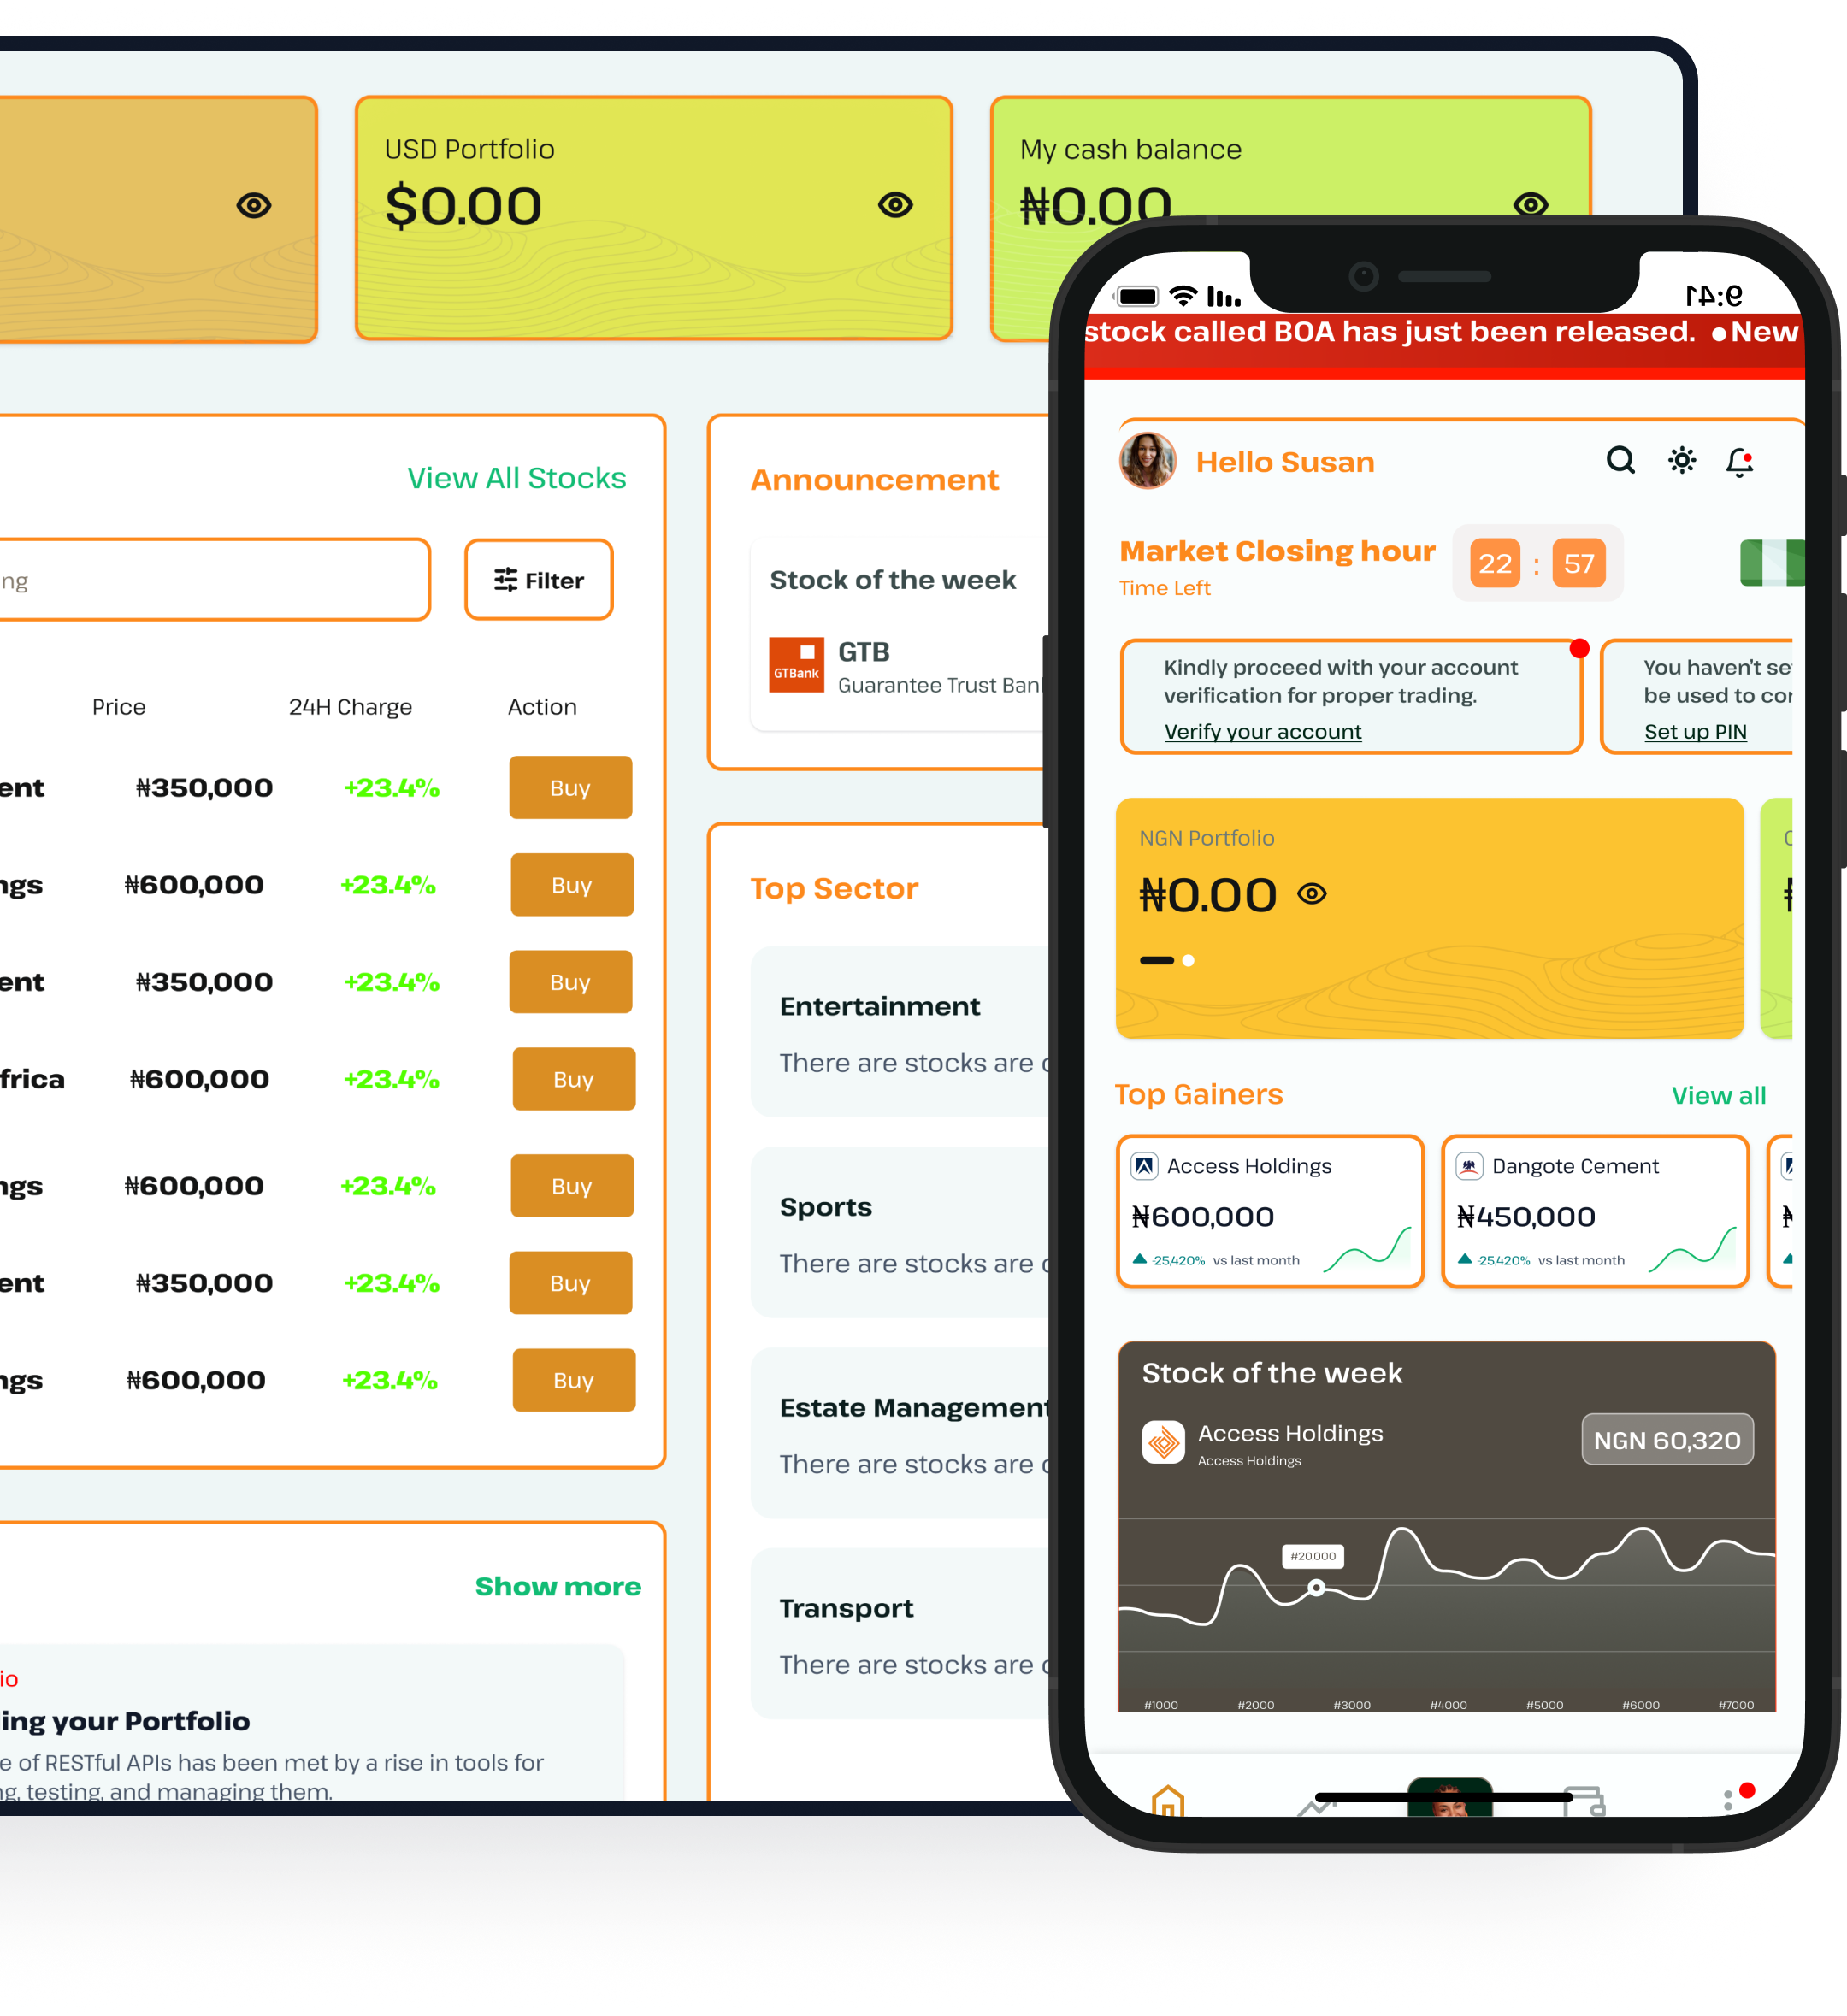 USD Portfolio
$0.00
My cash balance
₦0.00
View All Stocks
ng
Filter
Price
24H Charge
Action
ent
₦350,000
+23.4%
Buy
ngs
₦600,000
+23.4%
Buy
ent
₦350,000
+23.4%
Buy
frica
₦600,000
+23.4%
Buy
ngs
₦600,000
+23.4%
Buy
ent
₦350,000
+23.4%
Buy
ngs
₦600,000
+23.4%
Buy
Show more
io
ing your Portfolio
e of RESTful APIs has been met by a rise in tools for
ng, testing, and managing them.
Announcement
Stock of the week
GTBank
GTB
Guarantee Trust Bank
Top Sector
Entertainment
There are stocks are
Sports
There are stocks are
Estate Management
There are stocks are
Transport
There are stocks are
9:41
stock called BOA has just been released. ●New
Hello Susan
Market Closing hour
22 : 57
Time Left
Kindly proceed with your account
verification for proper trading.
Verify your account
You haven't se
be used to con
Set up PIN
NGN Portfolio
₦0.00
Top Gainers
View all
Access Holdings
₦600,000
25,420% vs last month
Dangote Cement
₦450,000
25,420% vs last month
Stock of the week
Access Holdings
Access Holdings
NGN 60,320
#20,000
#1000
#2000
#3000
#4000
#5000
#6000
#7000